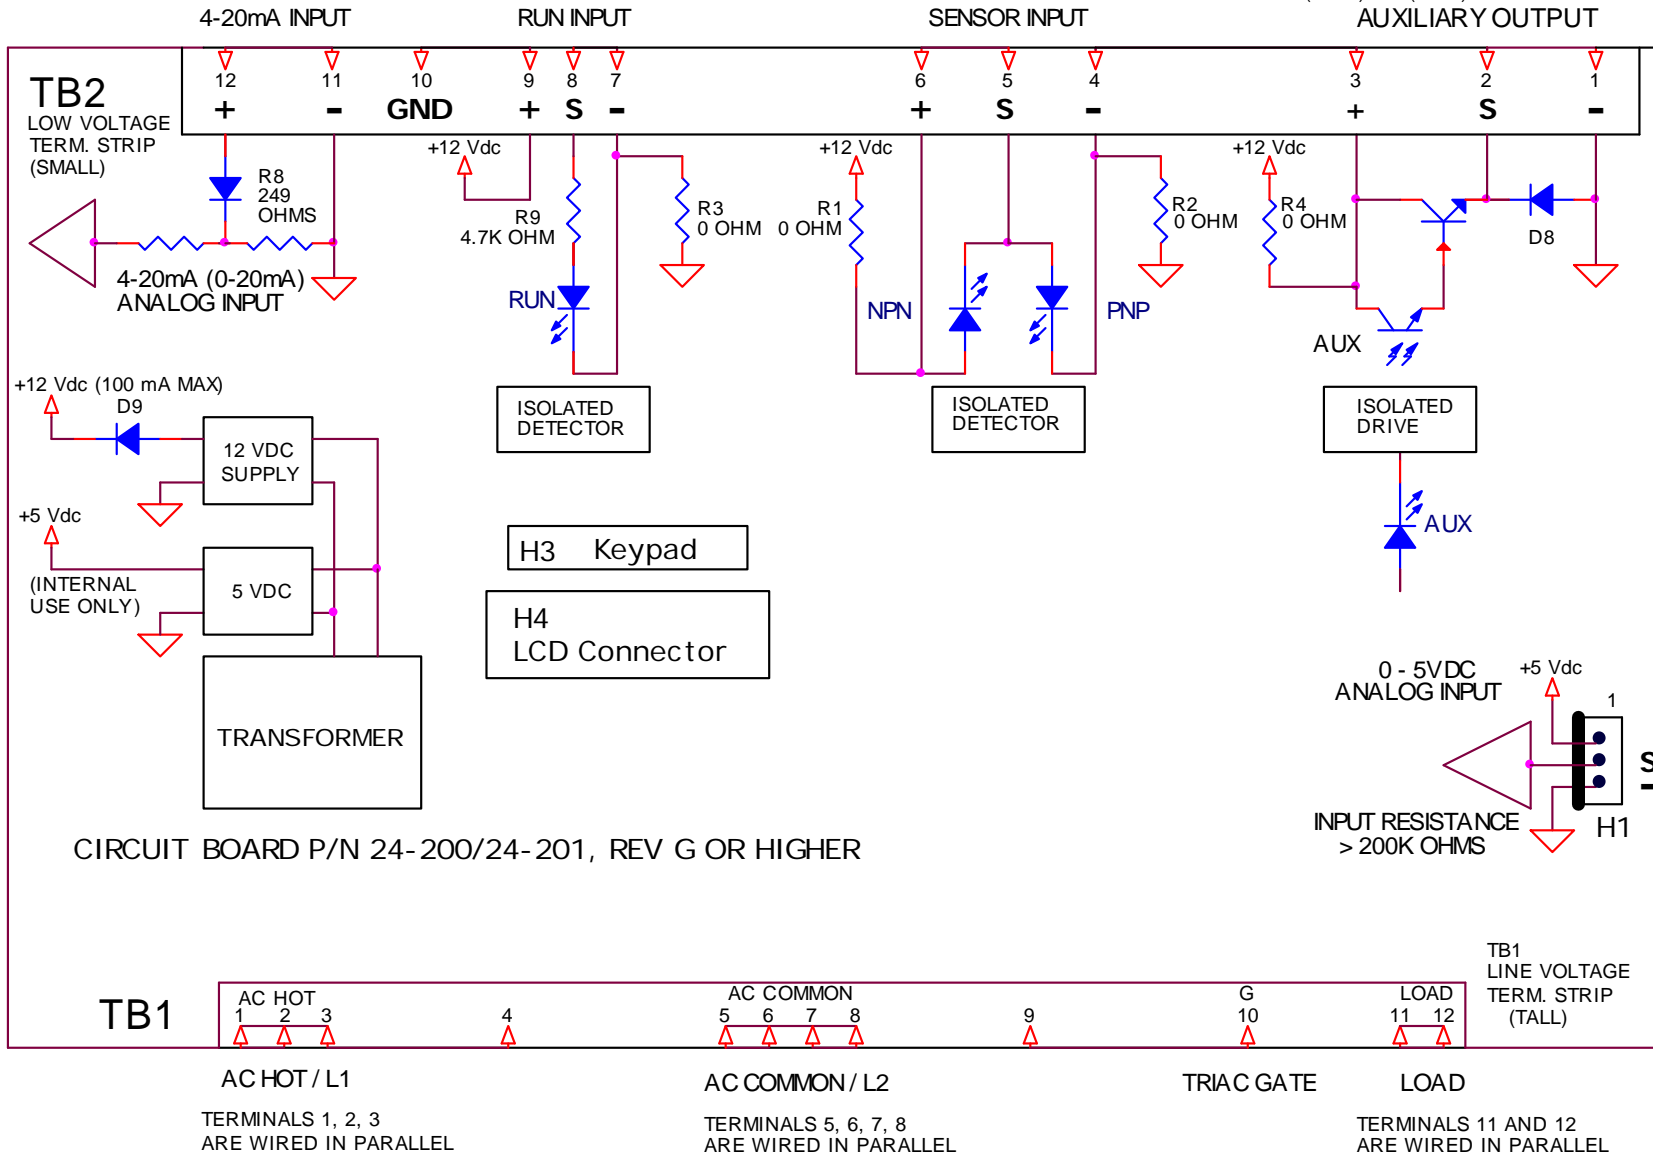 4-20mA INPUT RUN INPUT SENSOR INPUT AUXILIARY OUTPUT
12 11 10 9 8 7 6 5 4 3 2 1
+ - GND + S - + S - + S -
TB2
LOW VOLTAGE
TERM. STRIP
(SMALL)
R8
249
OHMS
4-20mA (0-20mA)
ANALOG INPUT
+12 Vdc
R9
4.7K OHM
R3
0 OHM
RUN
ISOLATED
DETECTOR
+12 Vdc
R1
0 OHM
R2
0 OHM
NPN
PNP
ISOLATED
DETECTOR
+12 Vdc
R4
0 OHM
D8
AUX
ISOLATED
DRIVE
AUX
+12 Vdc (100 mA MAX)
D9
12 VDC
SUPPLY
+5 Vdc
(INTERNAL
USE ONLY)
5 VDC
TRANSFORMER
H3 Keypad
H4
LCD Connector
0 - 5VDC
ANALOG INPUT
+5 Vdc
1
S
-
H1
INPUT RESISTANCE
> 200K OHMS
CIRCUIT BOARD P/N 24-200/24-201, REV G OR HIGHER
TB1
LINE VOLTAGE
TERM. STRIP
(TALL)
TB1
AC HOT AC COMMON G LOAD
1 2 3 4 5 6 7 8 9 10 11 12
AC HOT / L1 AC COMMON / L2 TRIAC GATE LOAD
TERMINALS 1, 2, 3
ARE WIRED IN PARALLEL
TERMINALS 5, 6, 7, 8
ARE WIRED IN PARALLEL
TERMINALS 11 AND 12
ARE WIRED IN PARALLEL